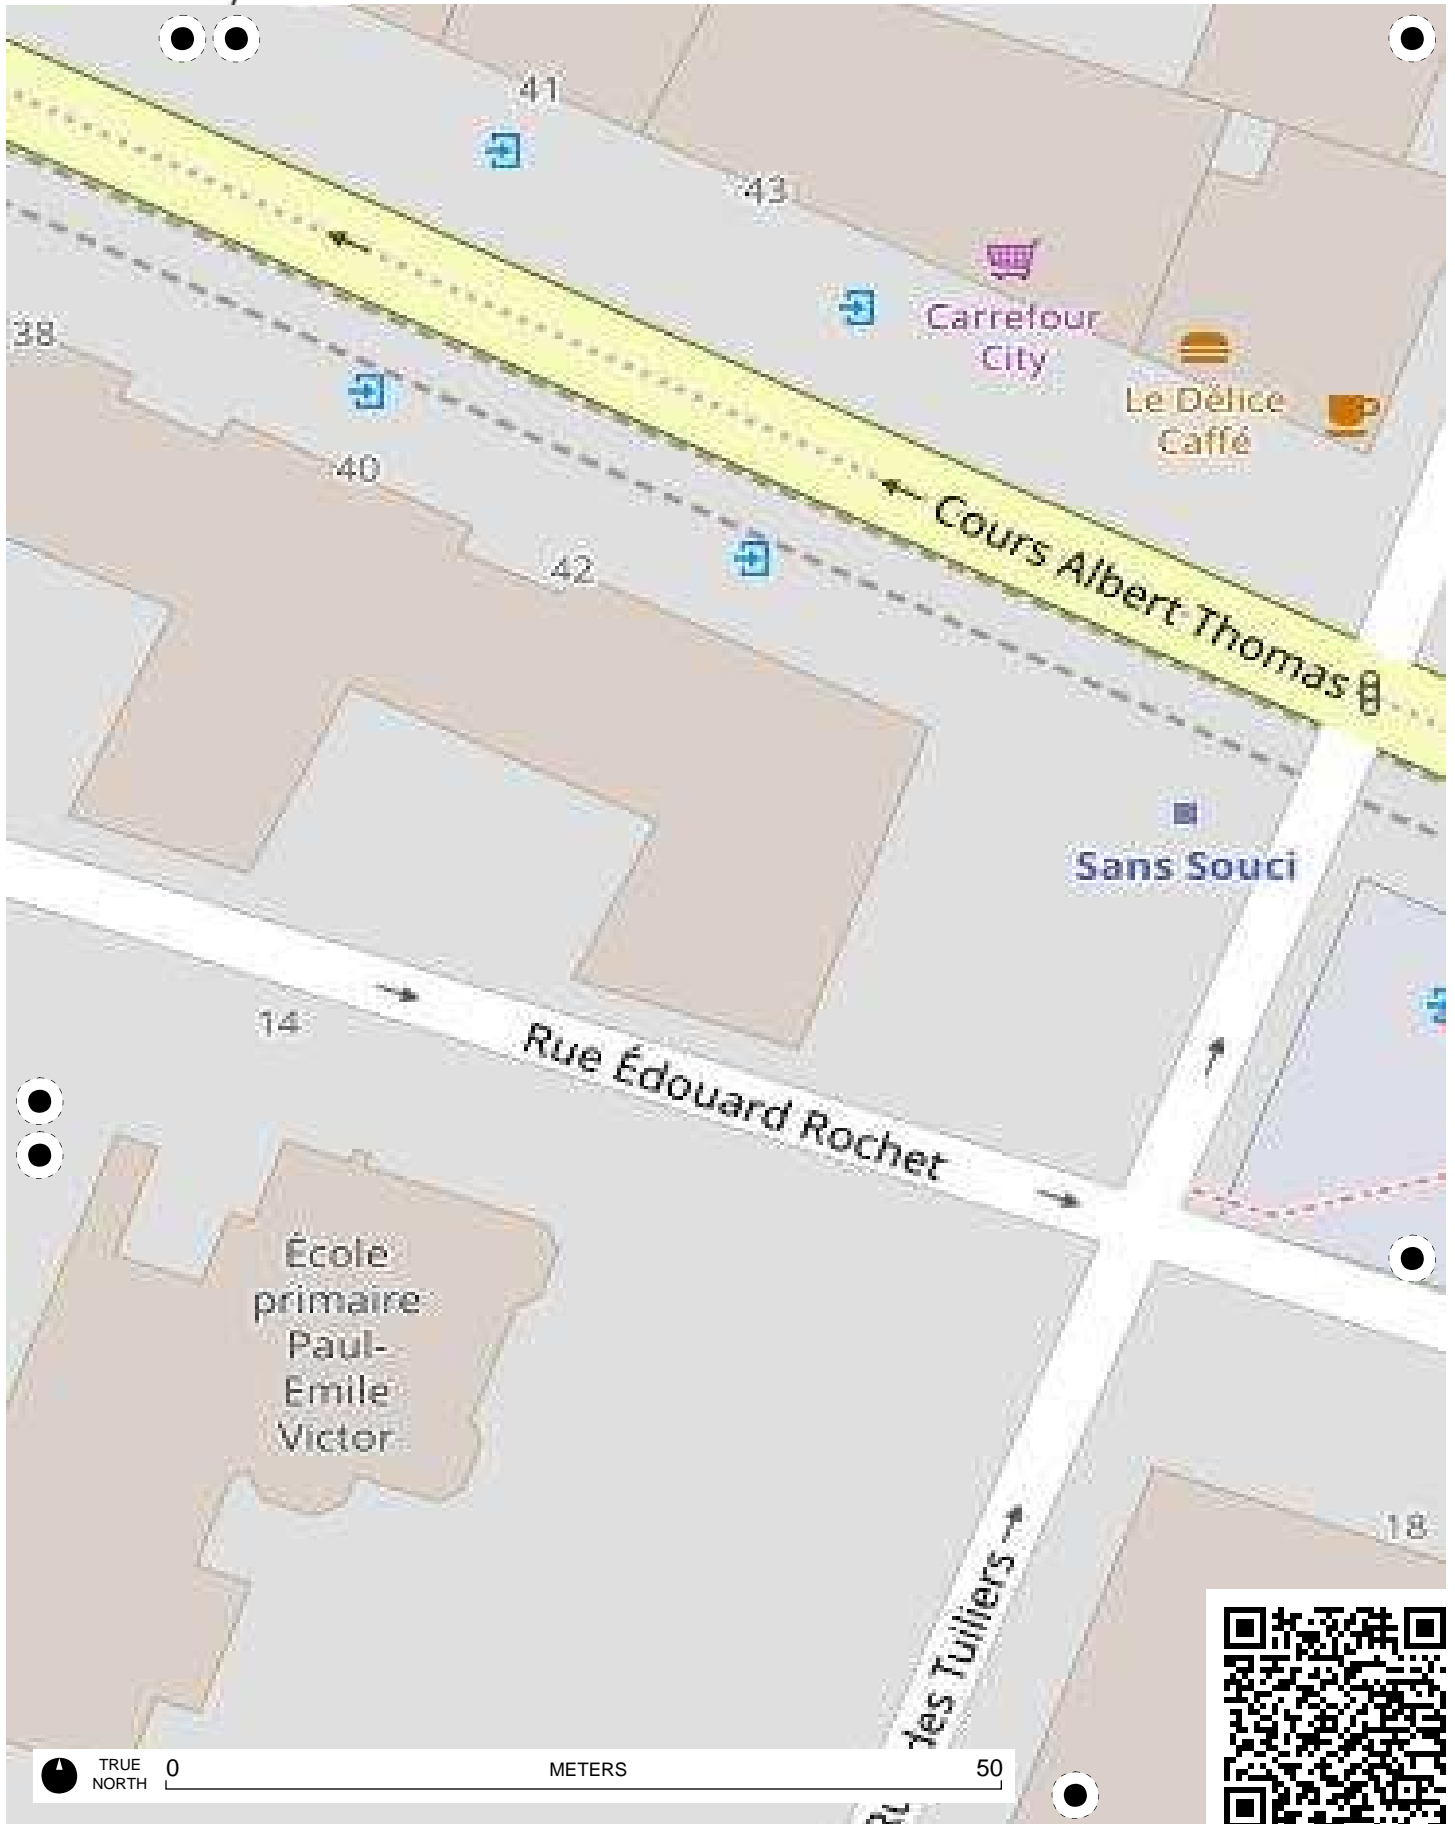 41
43
38
Carrefour
City
Le Délice
Caffé
40
42
Cours Albert Thomas
Sans Souci
14
Rue Édouard Rochet
École
primaire
Paul-
Emile
Victor
18
des Tuiliers
TRUE
NORTH
0
METERS
50